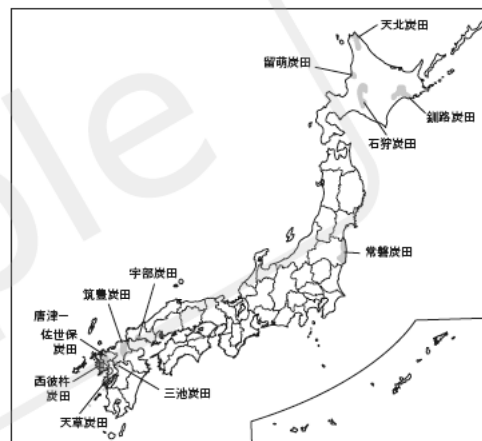 天北炭田
留萌炭田
釧路炭田
石狩炭田
常磐炭田
宇部炭田
筑豊炭田
唐津―
佐世保
炭田
西彼杵
炭田
三池炭田
天草炭田